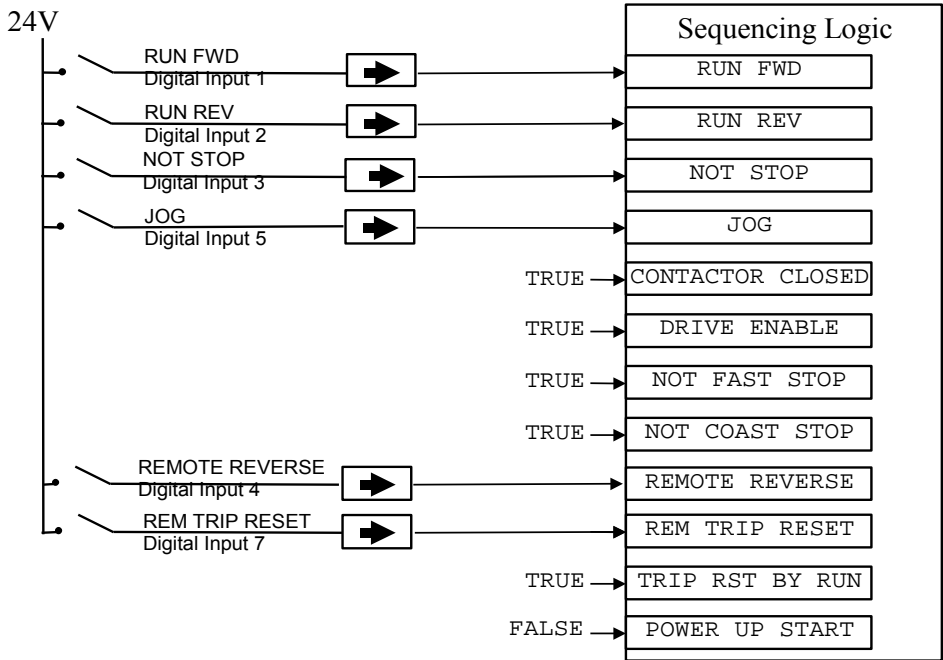 24V
Sequencing Logic
RUN FWD
Digital Input 1
RUN FWD
RUN REV
Digital Input 2
RUN REV
NOT STOP
Digital Input 3
NOT STOP
JOG
Digital Input 5
JOG
TRUE
CONTACTOR CLOSED
TRUE
DRIVE ENABLE
TRUE
NOT FAST STOP
TRUE
NOT COAST STOP
REMOTE REVERSE
Digital Input 4
REMOTE REVERSE
REM TRIP RESET
Digital Input 7
REM TRIP RESET
TRUE
TRIP RST BY RUN
FALSE
POWER UP START